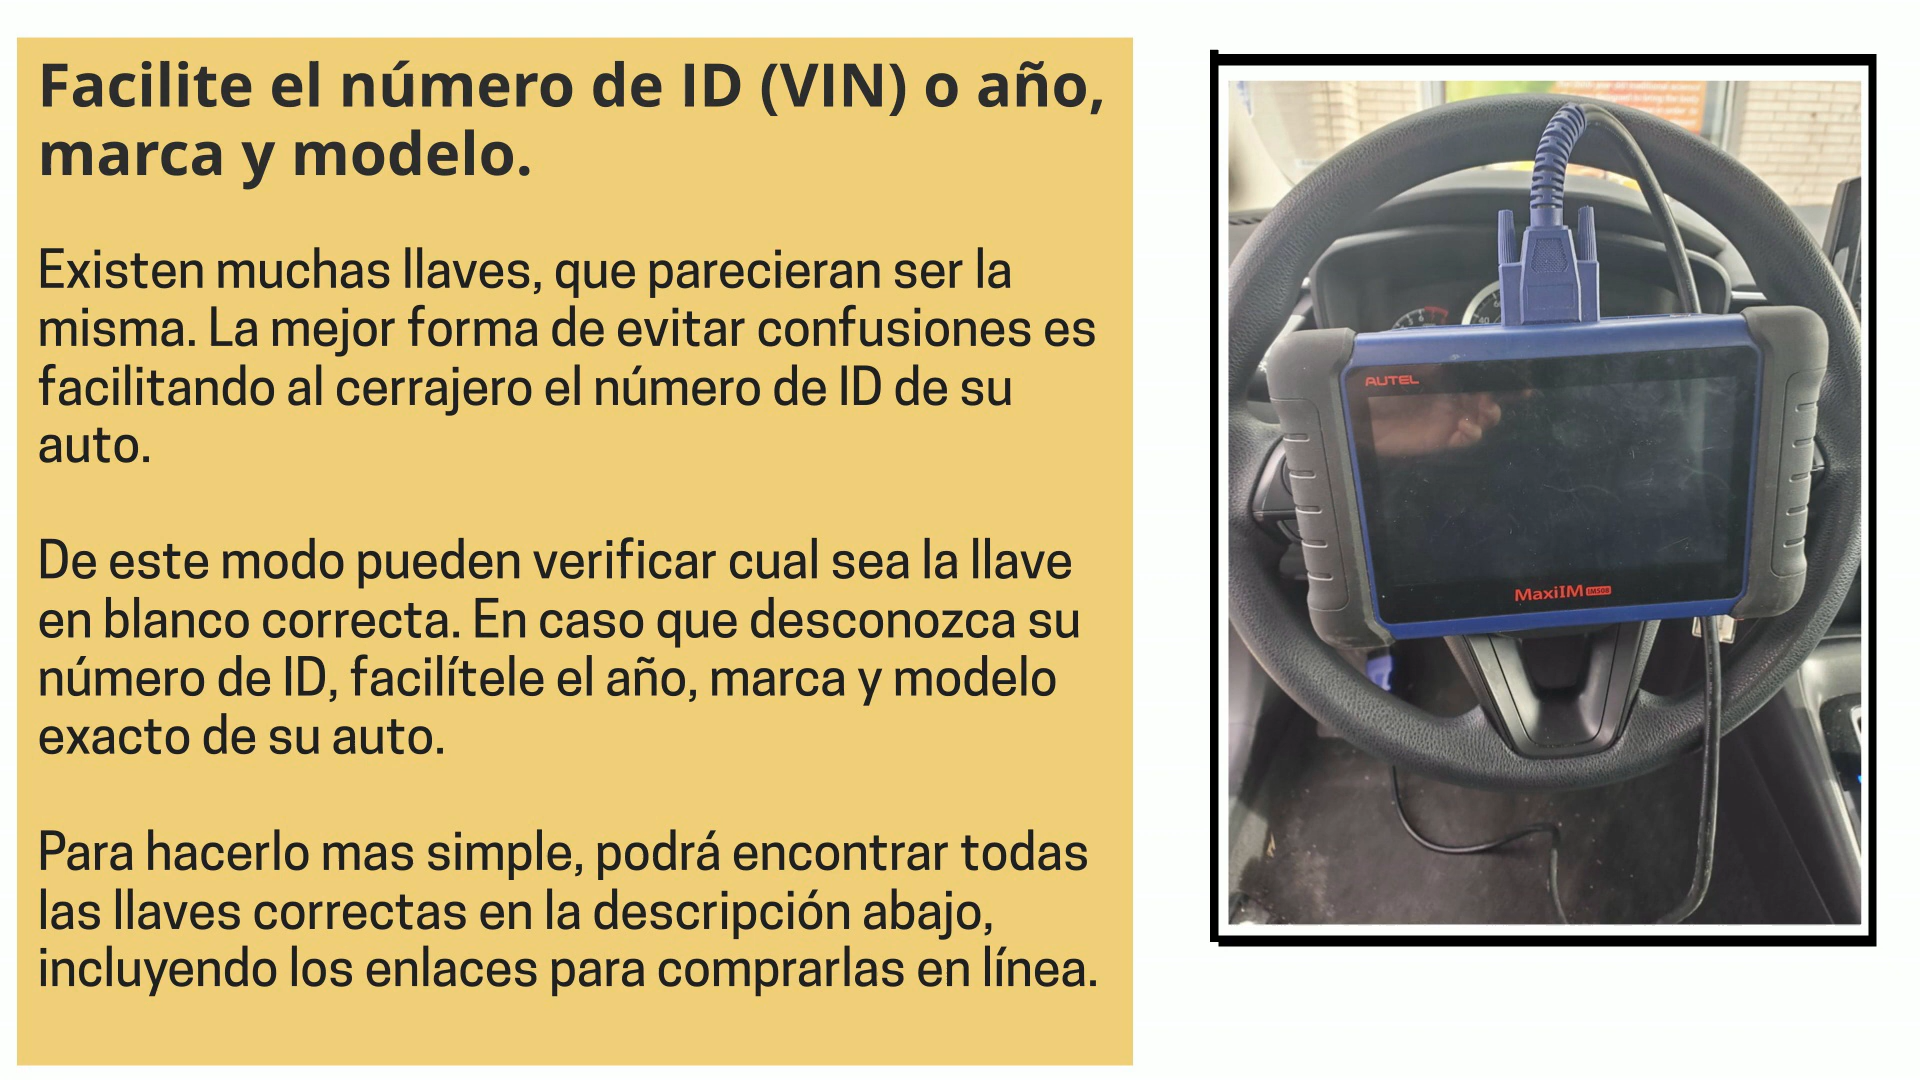 Facilite el número de ID (VIN) o año,
marca y modelo.
Existen muchas llaves, que parecieran ser la
misma. La mejor forma de evitar confusiones es
facilitando al cerrajero el número de ID de su
auto.
De este modo pueden verificar cual sea la llave
en blanco correcta. En caso que desconozca su
número de ID, facilítele el año, marca y modelo
exacto de su auto.
Para hacerlo mas simple, podrá encontrar todas
las llaves correctas en la descripción abajo,
incluyendo los enlaces para comprarlas en línea.
AUTEL
MaxiIM IM508